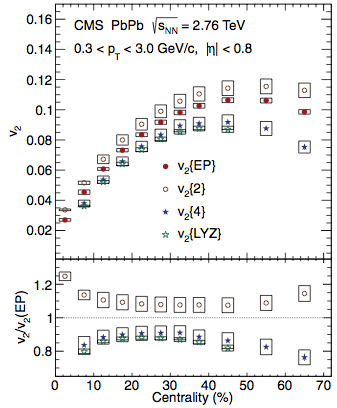 CMS PbPb √sNN = 2.76 TeV
0.3 < pT < 3.0 GeV/c, |η| < 0.8
0.16
0.14
0.12
0.1
0.08
0.06
0.04
0.02
v2
v2{EP}
v2{2}
v2{4}
v2{LYZ}
1.2
1
0.8
v2/v2(EP)
0 10 20 30 40 50 60 70
Centrality (%)